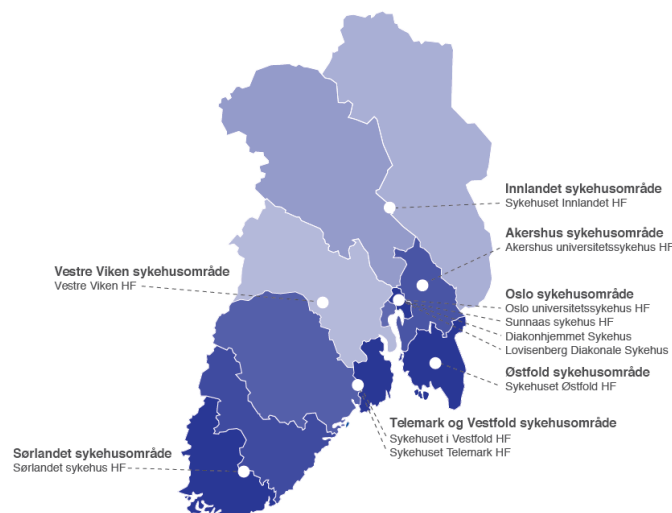 Innlandet sykehusområde
Sykehuset Innlandet HF
Akershus sykehusområde
Akershus universitetssykehus HF
Vestre Viken sykehusområde
Vestre Viken HF
Oslo sykehusområde
Oslo universitetssykehus HF
Sunnaas sykehus HF
Diakonhjemmet Sykehus
Lovisenberg Diakonale Sykehus
Østfold sykehusområde
Sykehuset Østfold HF
Telemark og Vestfold sykehusområde
Sykehuset i Vestfold HF
Sykehuset Telemark HF
Sørlandet sykehusområde
Sørlandet sykehus HF